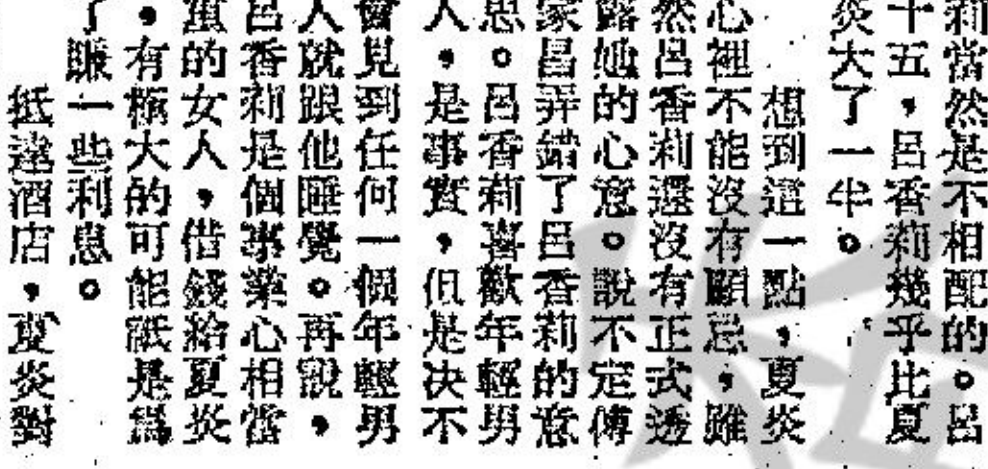 莉當然是不相配的。呂
十五,呂香莉幾乎比夏
炎大了一半。
想到這一點,夏炎
心裡不能沒有顧忌,雖
然呂香莉還沒有正式透
露她的心意。說不定傅
家昌弄錯了呂香莉的意
思。呂香莉喜歡年輕男
人,是事實,但是決不
會見到任何一個年輕男
人就跟他睡覺。再說,
呂香莉是個事業心相當
重的女人,借錢給夏炎
,有極大的可能祇是爲
了賺一些利息。
抵達酒店,夏炎對